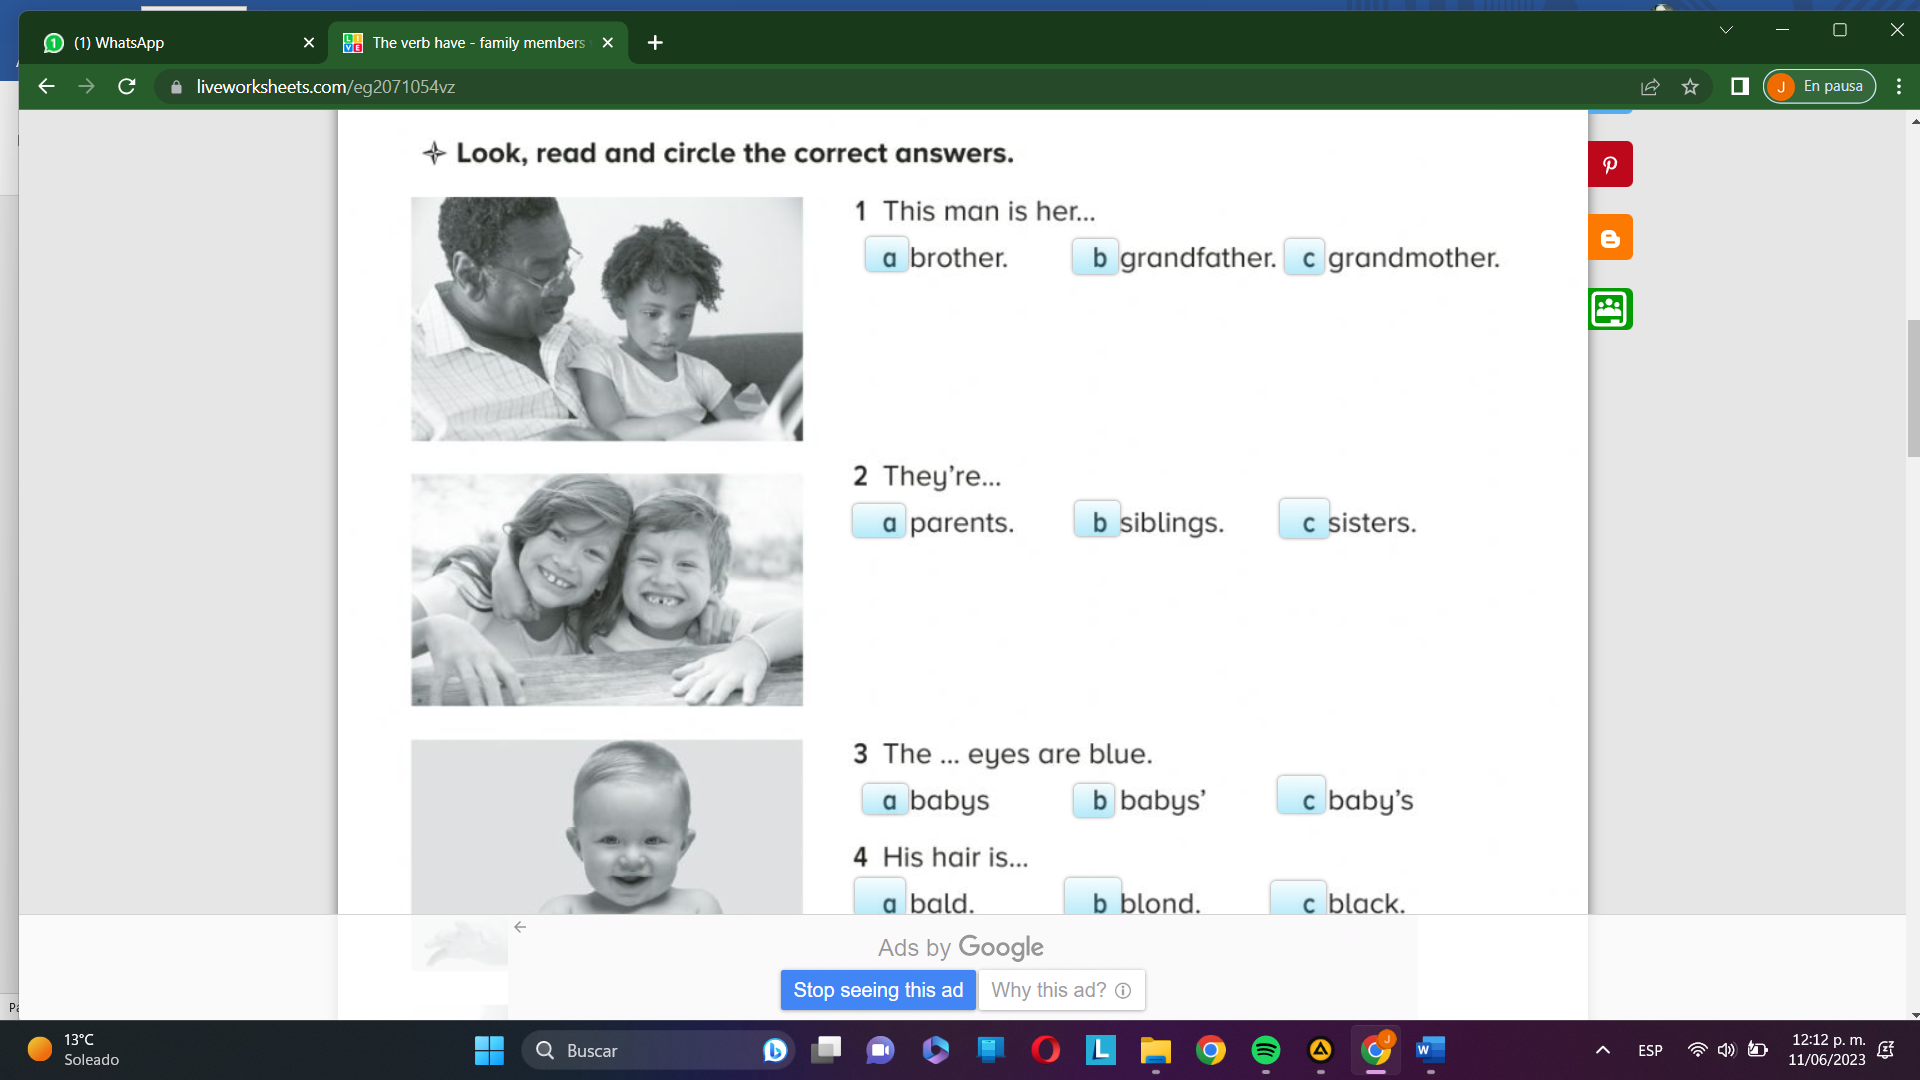 (1) WhatsApp
The verb have - family members
liveworksheets.com/eg2071054vz
J En pausa
Look, read and circle the correct answers.
1 This man is her...
a brother. b grandfather. c grandmother.
2 They're...
a parents. b siblings. c sisters.
3 The ... eyes are blue.
a babys b babys' c baby's
4 His hair is...
a bald. b blond. c black.
Ads by Google
Stop seeing this ad Why this ad?
13°C
Soleado
Buscar
ESP
12:12 p. m.
11/06/2023